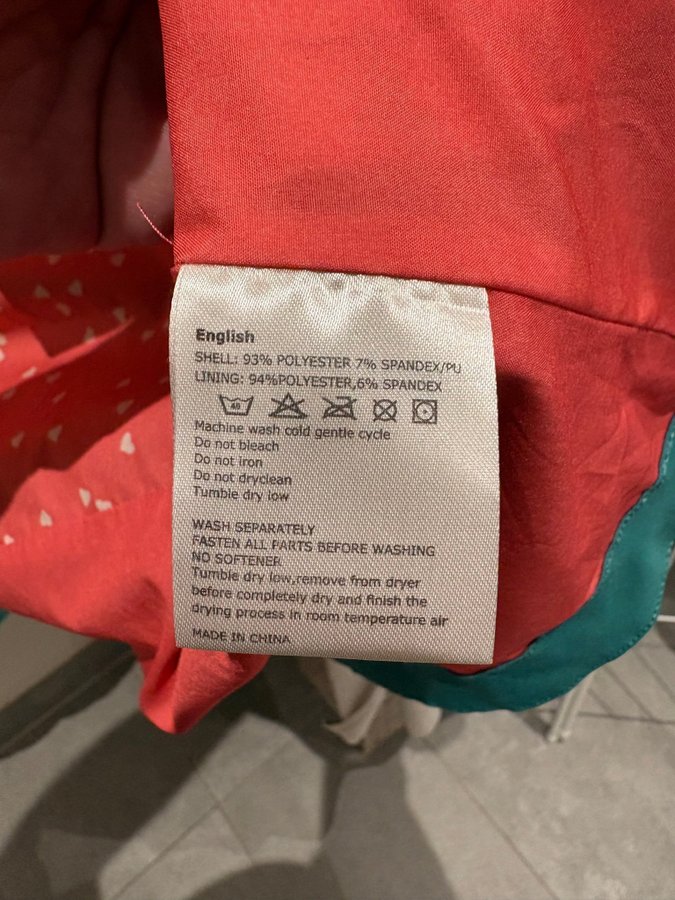 English
SHELL: 93% POLYESTER 7% SPANDEX/PU
LINING: 94%POLYESTER,6% SPANDEX
40
Machine wash cold gentle cycle
Do not bleach
Do not iron
Do not dryclean
Tumble dry low
WASH SEPARATELY
FASTEN ALL PARTS BEFORE WASHING
NO SOFTENER
Tumble dry low,remove from dryer
before completely dry and finish the
drying process in room temperature air
MADE IN CHINA